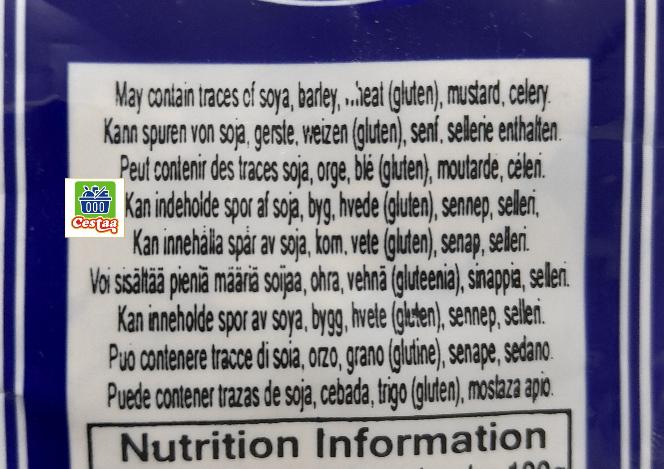 May contain traces of soya, barley, wheat (gluten), mustard, celery.
Kann spuren von soja, gerste, weizen (gluten), senf, sellerie enthalten.
Peut contenir des traces soja, orge, blé (gluten), moutarde, céleri.
Cestaa
Kan indeholde spor af soja, byg, hvede (gluten), sennep, selleri,
Kan innehålla spår av soja, korn, vete (gluten), senap, selleri.
Voi sisältää pieniä määriä soijaa, ohra, vehnä (gluteenia), sinappia, selleri.
Kan inneholde spor av soya, bygg, hvete (gluten), sennep, selleri.
Può contenere tracce di soia, orzo, grano (glutine), senape, sedano.
Puede contener trazas de soja, cebada, trigo (gluten), mostaza apio.
Nutrition Information